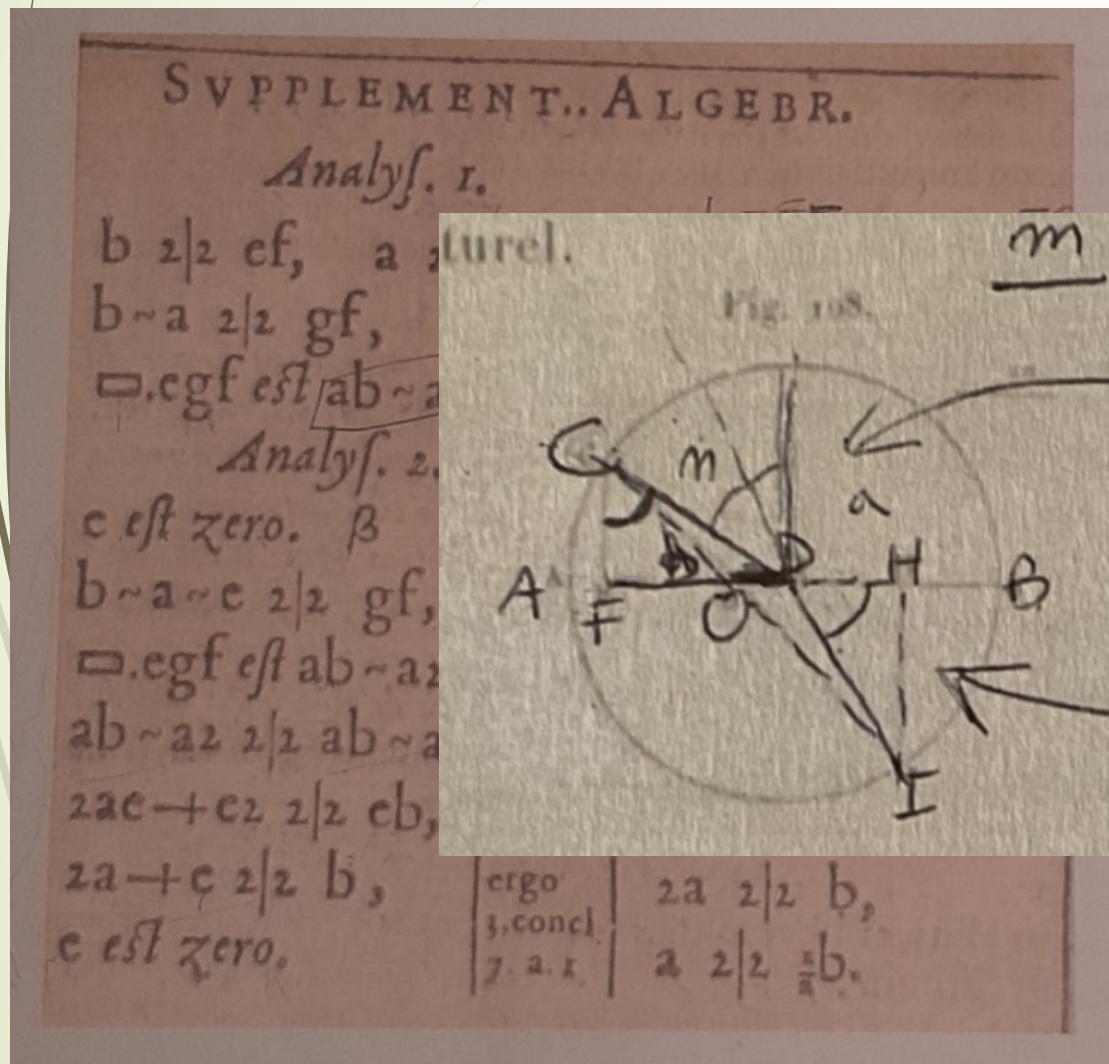 SVPPLEMENT.. ALGEBR.
Analyſ. 1.
b 2|2 ef, a
b~a 2|2 gf,
▭.egf eſt ab~a
Analyſ. 2.
e eſt zero. β
b~a~e 2|2 gf,
▭.egf eſt ab~a2
ab~a2 2|2 ab~a
2ae+e2 2|2 eb,
2a+e 2|2 b,
e eſt zero.
ergo
3.concl.
7. a. 1
2a 2|2 b,
a 2|2 ½b.
turel.
m
Fig. 108.
C
n
a
D
H
A
F
O
B
I